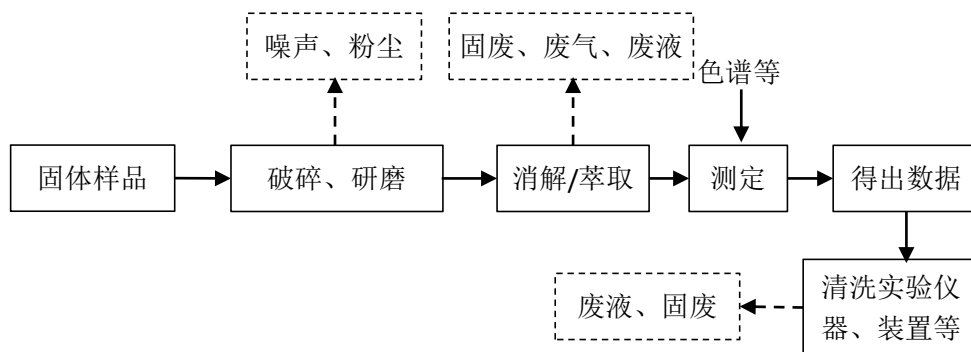 噪声、粉尘
固废、废气、废液
色谱等
固体样品
破碎、研磨
消解/萃取
测定
得出数据
废液、固废
清洗实验仪
器、装置等